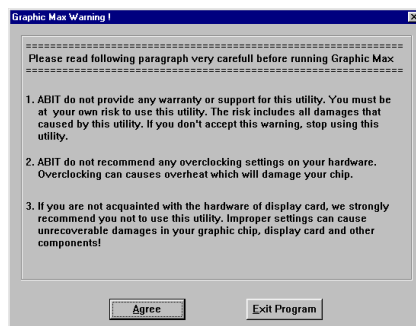 Graphic Max Warning !
==================================================
Please read following paragraph very carefull before running Graphic Max
==================================================
1. ABIT do not provide any warranty or support for this utility. You must be
at your own risk to use this utility. The risk includes all damages that
caused by this utility. If you don't accept this warning, stop using this
utility.
2. ABIT do not recommend any overclocking settings on your hardware.
Overclocking can causes overheat which will damage your chip.
3. If you are not acquainted with the hardware of display card, we strongly
recommend you not to use this utility. Improper settings can cause
unrecoverable damages in your graphic chip, display card and other
components!
Agree
Exit Program